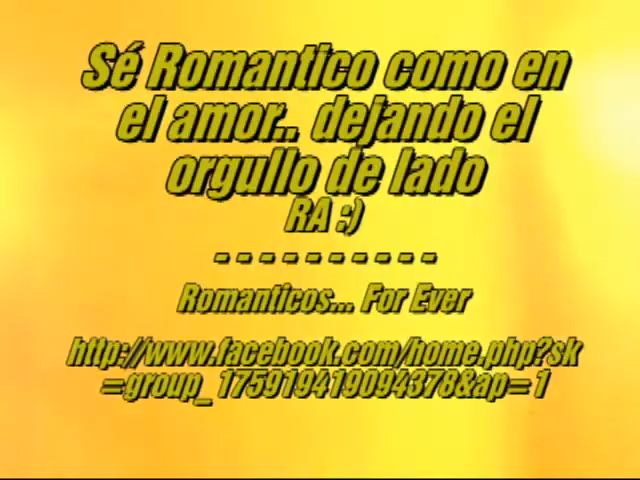 Sé Romantico como en
el amor.. dejando el
orgullo de lado
RA :)
- - - - - - - - - -
Romanticos... For Ever
http://www.facebook.com/home.php?sk
=group_175919419094378&ap=1